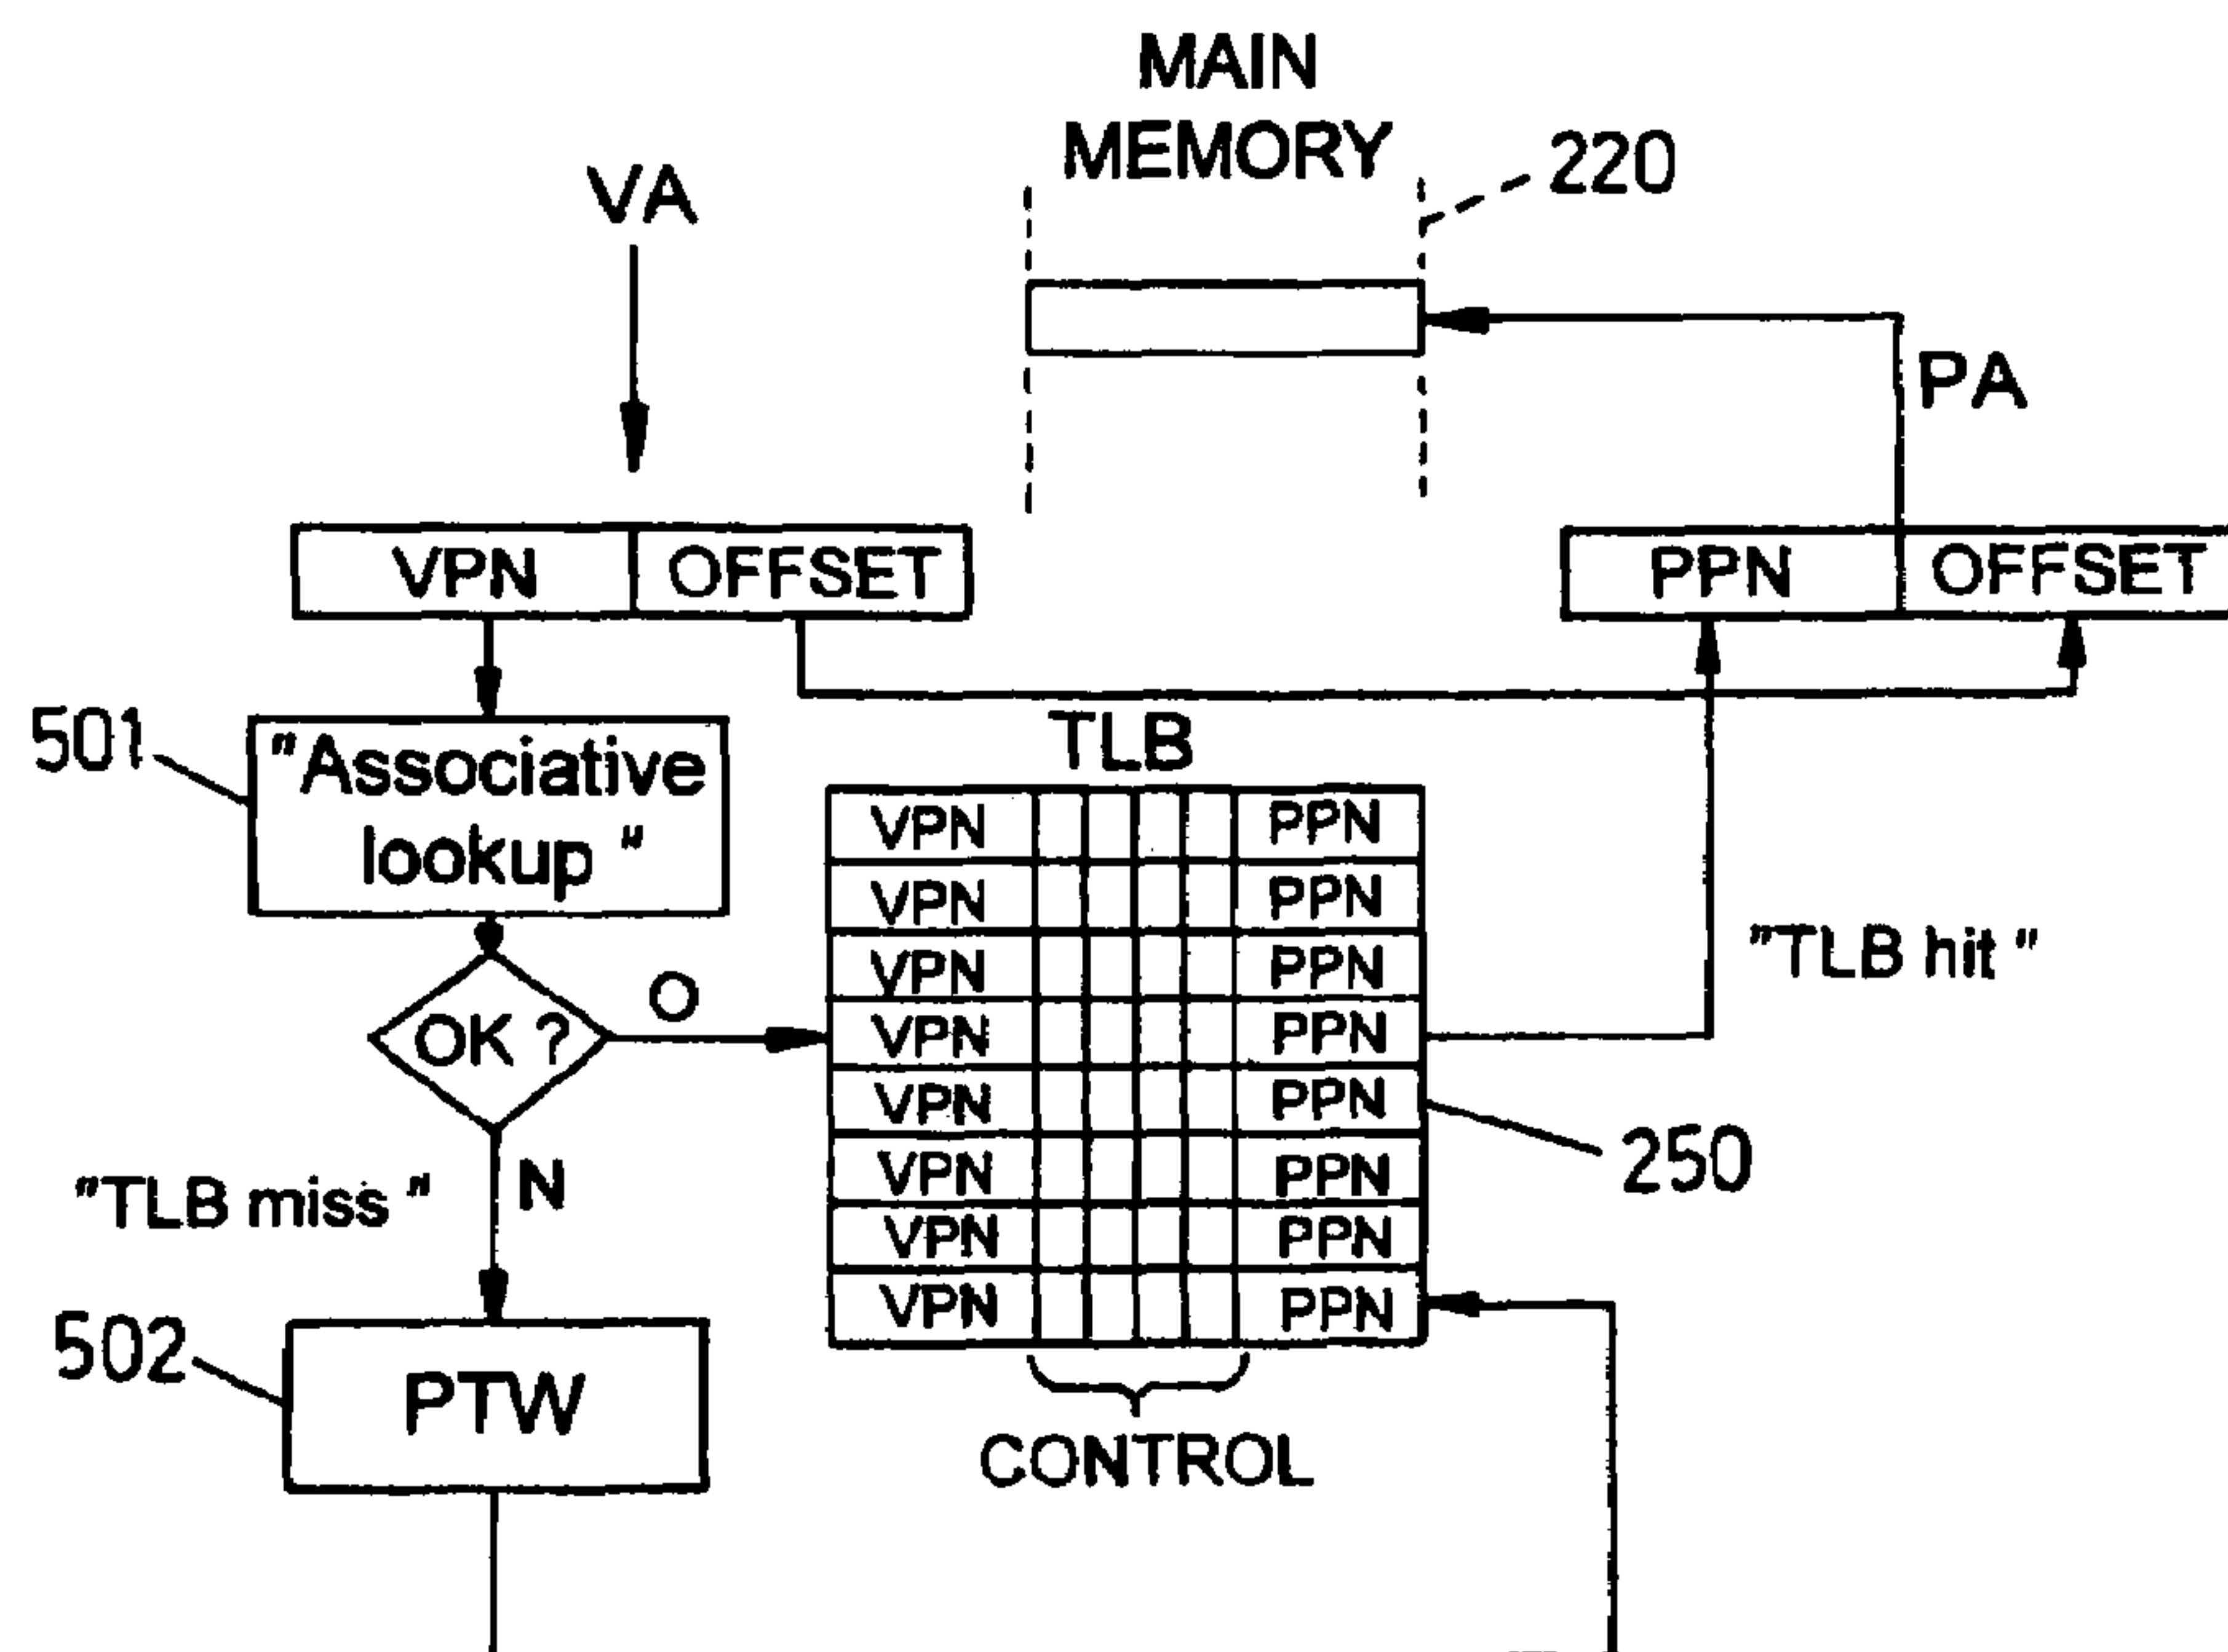 MAIN
MEMORY
220
VA
PA
VPN OFFSET
PPN OFFSET
501
"Associative
lookup "
TLB
VPN PPN
VPN PPN
VPN PPN
VPN PPN
VPN PPN
VPN PPN
VPN PPN
VPN PPN
"TLB hit "
OK ?
O
250
"TLB miss "
N
502
PTW
CONTROL